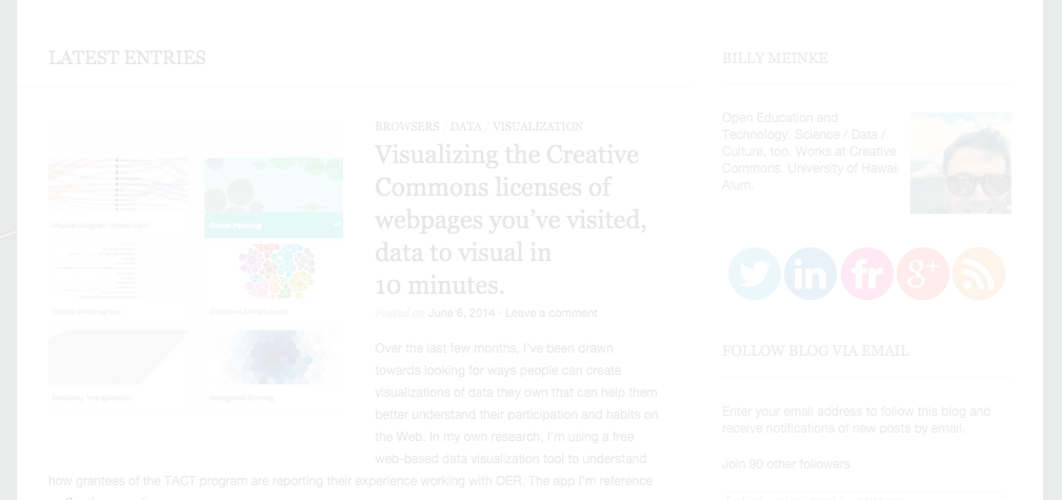 LATEST ENTRIES
BROWSERS / DATA / VISUALIZATION
Visualizing the Creative
Commons licenses of
webpages you've visited,
data to visual in
10 minutes.
Posted on June 6, 2014 · Leave a comment
Over the last few months, I've been drawn
towards looking for ways people can create
visualizations of data they own that can help them
better understand their participation and habits on
the Web. In my own research, I'm using a free
web-based data visualization tool to understand
how grantees of the TACT program are reporting their experience working with OER. The app I'm reference
Circle Packing
Cluster Dendrogram
Clustered Force Layout
Delaunay Triangulation
Hexagonal Binning
BILLY MEINKE
Open Education and
Technology. Science / Data /
Culture, too. Works at Creative
Commons. University of Hawaii
Alum.
in
fr
g+
FOLLOW BLOG VIA EMAIL
Enter your email address to follow this blog and
receive notifications of new posts by email.
Join 90 other followers